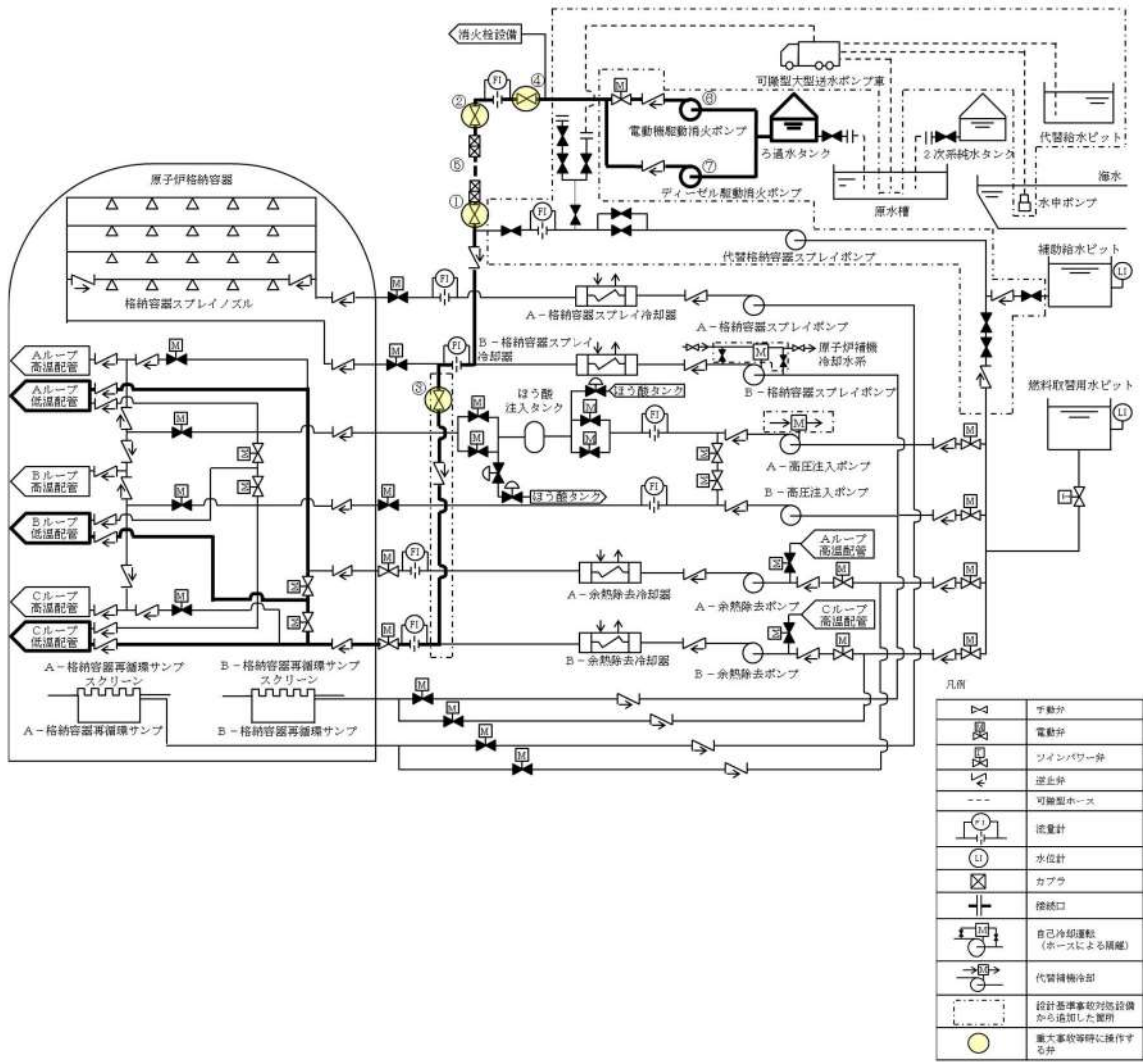 消火栓設備
FI
④
M
②
⑥
可搬型大型送水ポンプ車
電動機駆動消火ポンプ
ろ過水タンク
2次系純水タンク
代替給水ピット
⑤
⑦
ディーゼル駆動消火ポンプ
原水槽
海水
水中ポンプ
①
FI
代替格納容器スプレイポンプ
補助給水ピット
LI
原子炉格納容器
格納容器スプレイノズル
M
FI
A-格納容器スプレイ冷却器
A-格納容器スプレイポンプ
B-格納容器スプレイ
冷却器
M
FI
M
原子炉補機
冷却水系
B-格納容器スプレイポンプ
燃料取替用水ピット
LI
Aループ
高温配管
M
Aループ
低温配管
③
ほう酸
注入タンク
M
M
ほう酸タンク
M
M
M
FI
M
M
A-高圧注入ポンプ
M
Bループ
高温配管
M
M
M
M
M
ほう酸タンク
FI
B-高圧注入ポンプ
M
Bループ
低温配管
M
FI
A-余熱除去冷却器
Aループ
高温配管
M
M
M
A-余熱除去ポンプ
M
Cループ
高温配管
M
M
Cループ
低温配管
M
FI
B-余熱除去冷却器
Cループ
高温配管
M
M
M
B-余熱除去ポンプ
A-格納容器再循環サンプ
スクリーン
B-格納容器再循環サンプ
スクリーン
A-格納容器再循環サンプ
B-格納容器再循環サンプ
M
M
M
M
凡例
手動弁
M
電動弁
ツインパワー弁
逆止弁
可搬型ホース
FI
流量計
LI
水位計
カプラ
接続口
M
自己冷却運転
(ホースによる隔離)
M
代替補機冷却
設計基準事故対処設備
から追加した箇所
重大事故等時に操作す
る弁